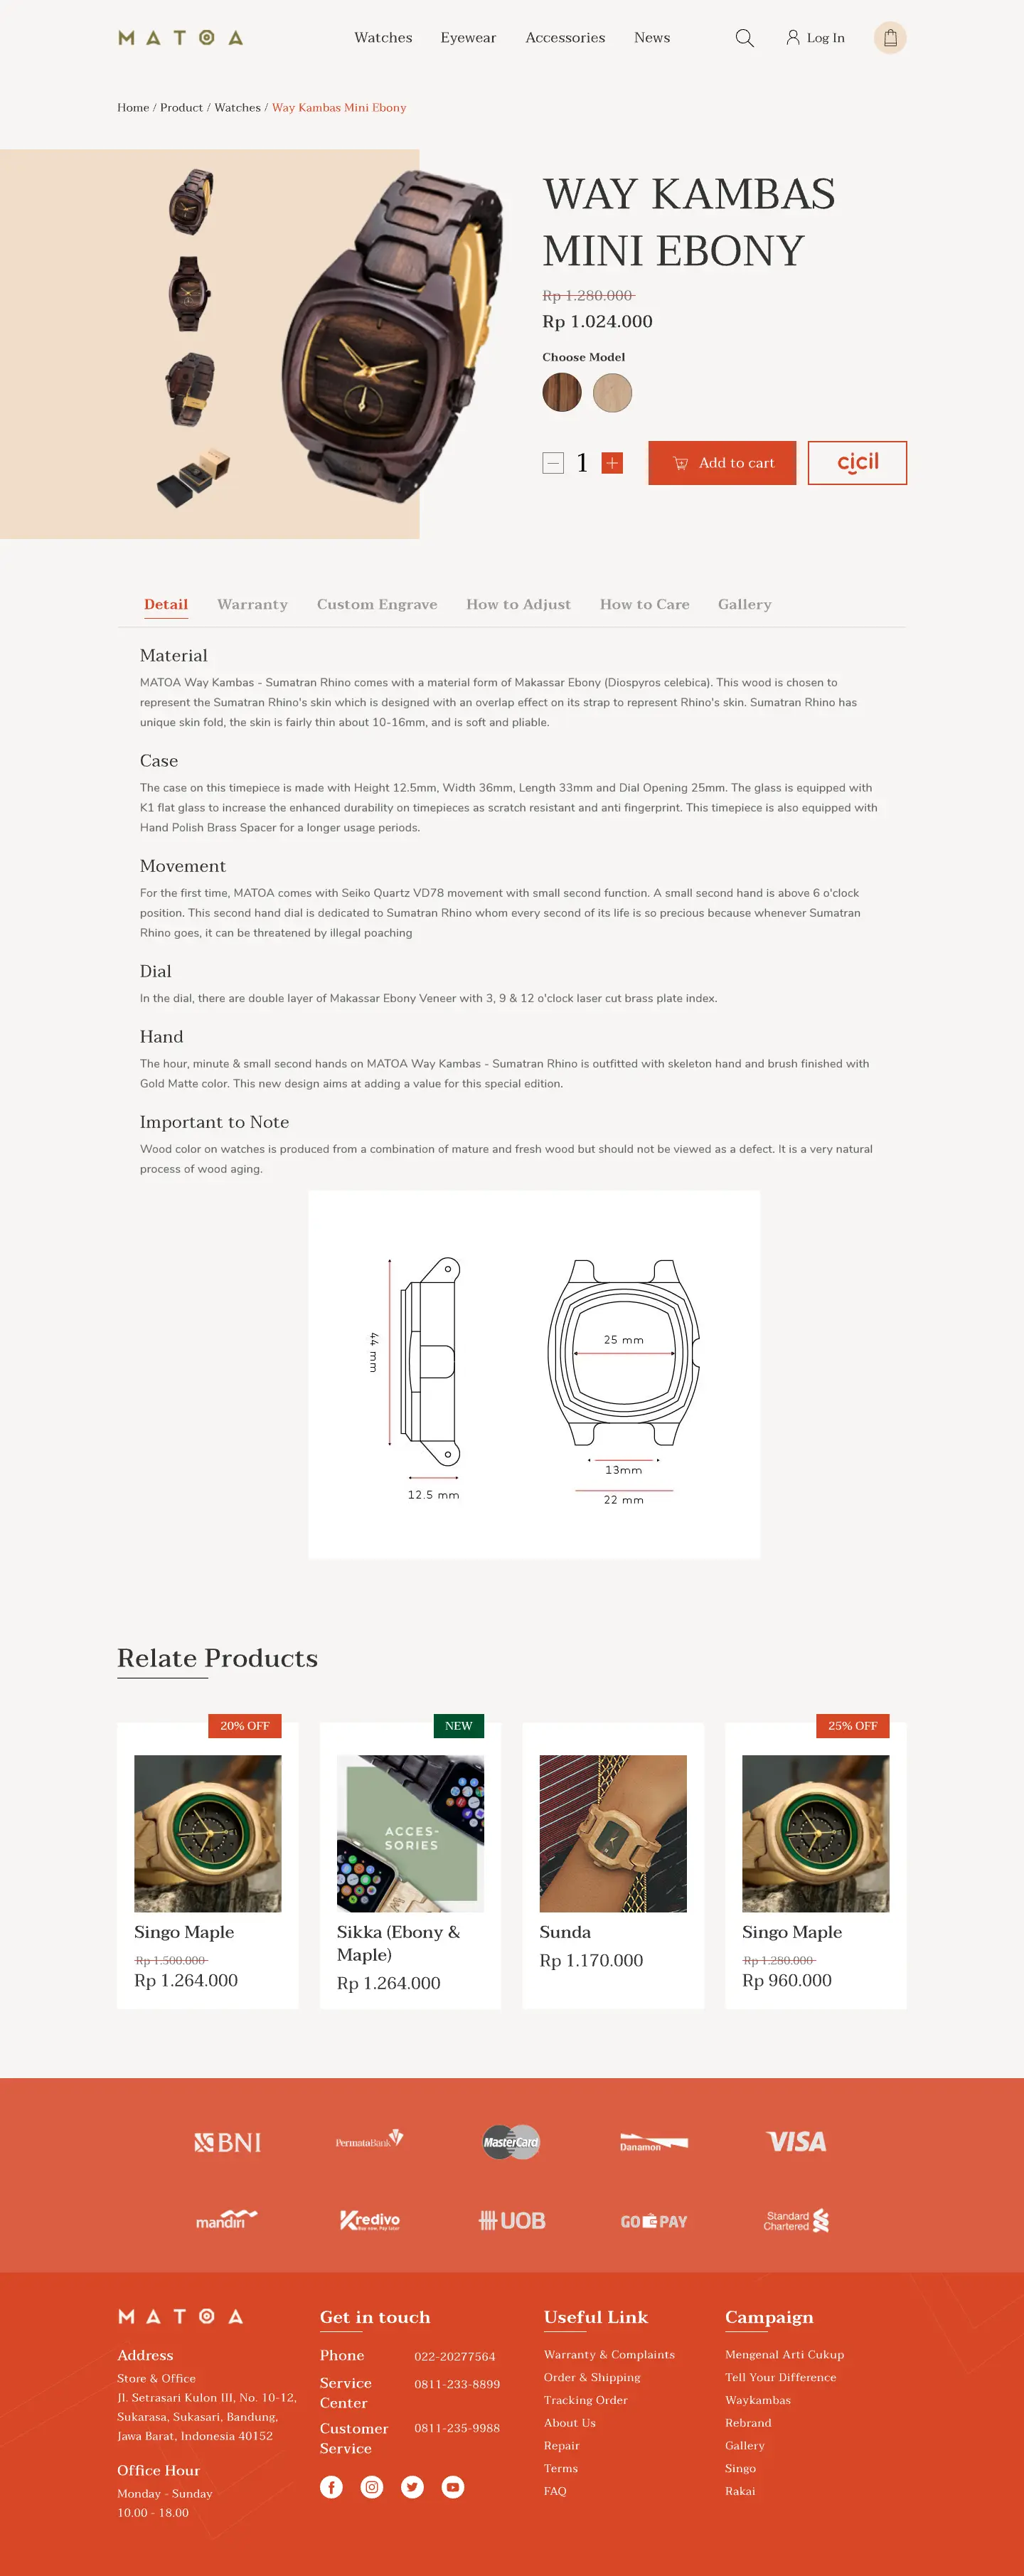 MATOA
Watches Eyewear Accessories News
Log In
Home / Product / Watches / Way Kambas Mini Ebony
WAY KAMBAS
MINI EBONY
Rp 1.280.000
Rp 1.024.000
Choose Model
1
Add to cart
cicil
Detail Warranty Custom Engrave How to Adjust How to Care Gallery
Material
MATOA Way Kambas - Sumatran Rhino comes with a material form of Makassar Ebony (Diospyros celebica). This wood is chosen to
represent the Sumatran Rhino's skin which is designed with an overlap effect on its strap to represent Rhino's skin. Sumatran Rhino has
unique skin fold, the skin is fairly thin about 10-16mm, and is soft and pliable.
Case
The case on this timepiece is made with Height 12.5mm, Width 36mm, Length 33mm and Dial Opening 25mm. The glass is equipped with
K1 flat glass to increase the enhanced durability on timepieces as scratch resistant and anti fingerprint. This timepiece is also equipped with
Hand Polish Brass Spacer for a longer usage periods.
Movement
For the first time, MATOA comes with Seiko Quartz VD78 movement with small second function. A small second hand is above 6 o'clock
position. This second hand dial is dedicated to Sumatran Rhino whom every second of its life is so precious because whenever Sumatran
Rhino goes, it can be threatened by illegal poaching
Dial
In the dial, there are double layer of Makassar Ebony Veneer with 3, 9 & 12 o'clock laser cut brass plate index.
Hand
The hour, minute & small second hands on MATOA Way Kambas - Sumatran Rhino is outfitted with skeleton hand and brush finished with
Gold Matte color. This new design aims at adding a value for this special edition.
Important to Note
Wood color on watches is produced from a combination of mature and fresh wood but should not be viewed as a defect. It is a very natural
process of wood aging.
44 mm
25 mm
13mm
12.5 mm
22 mm
Relate Products
20% OFF
Singo Maple
Rp 1.500.000
Rp 1.264.000
NEW
ACCES-
SORIES
Sikka (Ebony &
Maple)
Rp 1.264.000
Sunda
Rp 1.170.000
25% OFF
Singo Maple
Rp 1.280.000
Rp 960.000
BNI
PermataBank
MasterCard
Danamon
VISA
mandiri
Kredivo
Buy now, Pay later
UOB
GO PAY
Standard
Chartered
MATOA
Address
Store & Office
Jl. Setrasari Kulon III, No. 10-12,
Sukarasa, Sukasari, Bandung,
Jawa Barat, Indonesia 40152
Office Hour
Monday - Sunday
10.00 - 18.00
Get in touch
Phone 022-20277564
Service 0811-233-8899
Center
Customer 0811-235-9988
Service
Useful Link
Warranty & Complaints
Order & Shipping
Tracking Order
About Us
Repair
Terms
FAQ
Campaign
Mengenal Arti Cukup
Tell Your Difference
Waykambas
Rebrand
Gallery
Singo
Rakai